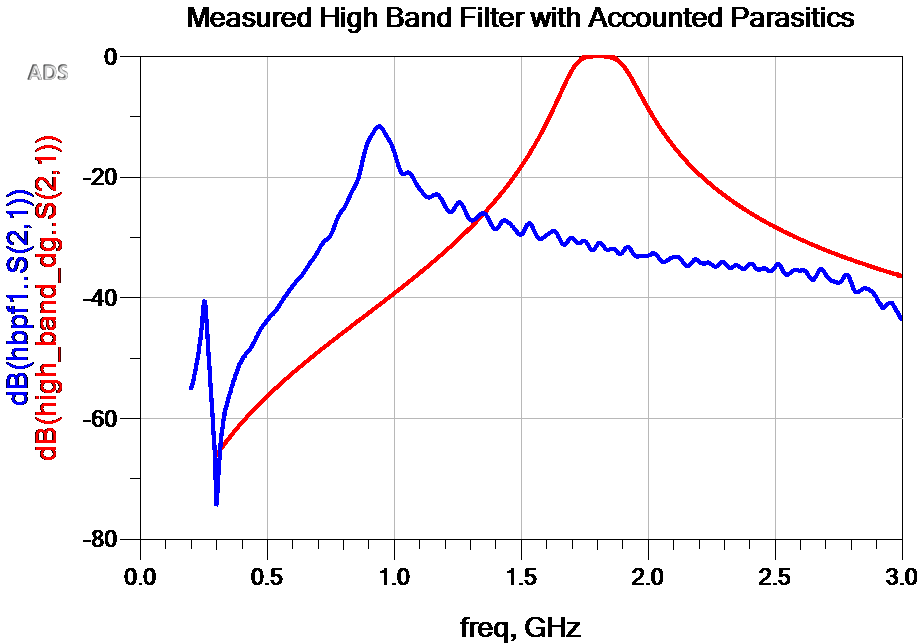 Measured High Band Filter with Accounted Parasitics
ADS
dB(hbpf1..S(2,1))
dB(high_band_dg..S(2,1))
0
-20
-40
-60
-80
0.0 0.5 1.0 1.5 2.0 2.5 3.0
freq, GHz